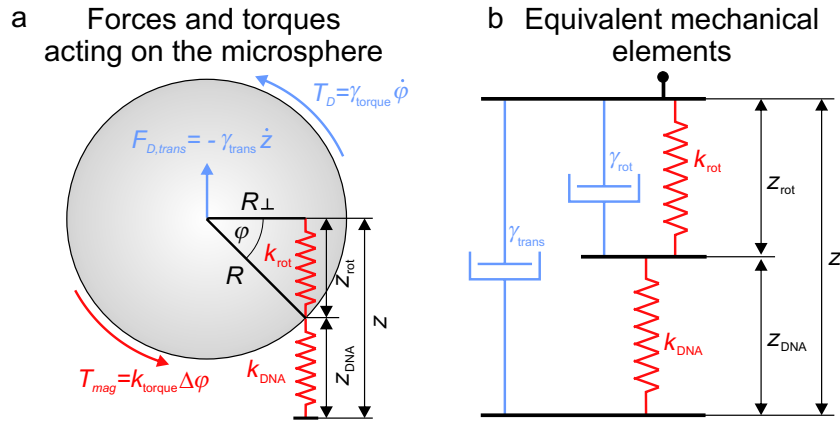 a
Forces and torques
acting on the microsphere
T_D=γ_torque φ̇
F_D,trans= - γ_trans ż
R⊥
φ
R
k_rot
z_rot
z
k_DNA
z_DNA
T_mag=k_torque Δφ
b
Equivalent mechanical
elements
γ_rot
k_rot
z_rot
γ_trans
z
k_DNA
z_DNA